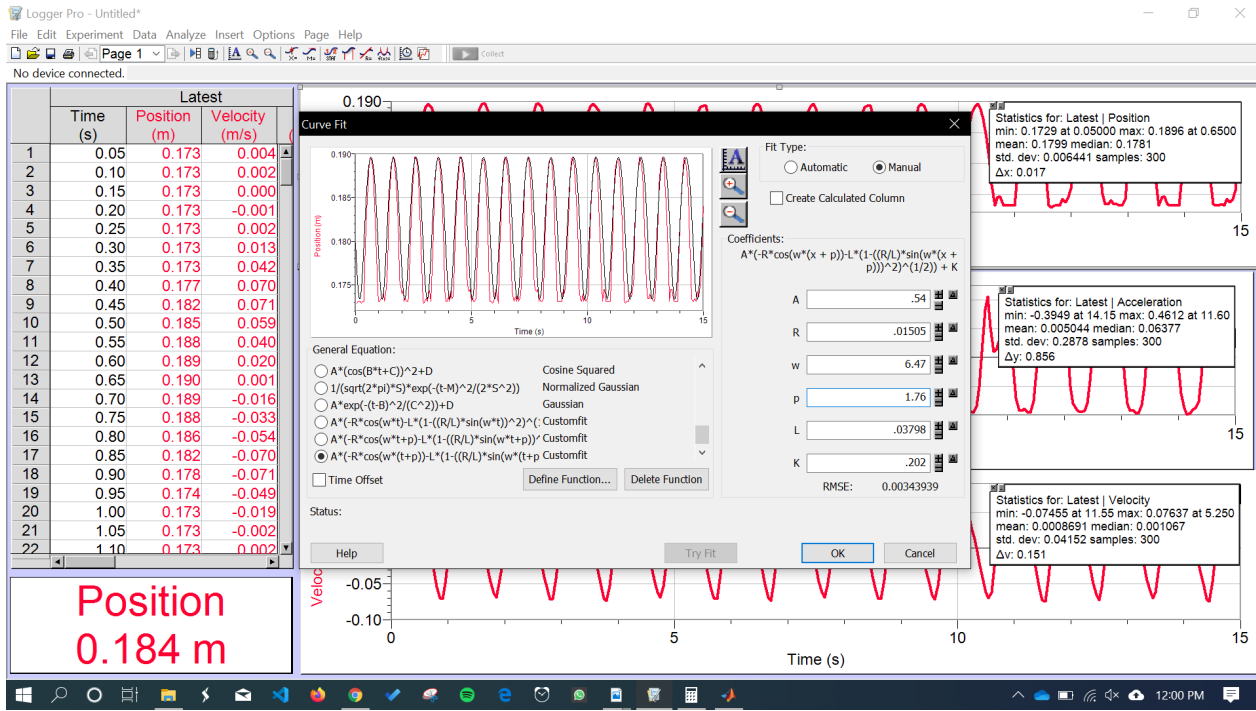 Logger Pro - Untitled*
File Edit Experiment Data Analyze Insert Options Page Help
Page 1
Collect
No device connected.
Latest
Time Position Velocity
(s) (m) (m/s) (
1 0.05 0.173 0.004
2 0.10 0.173 0.002
3 0.15 0.173 0.000
4 0.20 0.173 -0.001
5 0.25 0.173 0.002
6 0.30 0.173 0.013
7 0.35 0.173 0.042
8 0.40 0.177 0.070
9 0.45 0.182 0.071
10 0.50 0.185 0.059
11 0.55 0.188 0.040
12 0.60 0.189 0.020
13 0.65 0.190 0.001
14 0.70 0.189 -0.016
15 0.75 0.188 -0.033
16 0.80 0.186 -0.054
17 0.85 0.182 -0.070
18 0.90 0.178 -0.071
19 0.95 0.174 -0.049
20 1.00 0.173 -0.019
21 1.05 0.173 -0.002
22 1.10 0.173 0.002
Position
0.184 m
0.190
Statistics for: Latest | Position
min: 0.1729 at 0.05000 max: 0.1896 at 0.6500
mean: 0.1799 median: 0.1781
std. dev: 0.006441 samples: 300
Δx: 0.017
15
Statistics for: Latest | Acceleration
min: -0.3949 at 14.15 max: 0.4612 at 11.60
mean: 0.005044 median: 0.06377
std. dev: 0.2878 samples: 300
Δy: 0.856
15
Statistics for: Latest | Velocity
min: -0.07455 at 11.55 max: 0.07637 at 5.250
mean: 0.0008691 median: 0.001067
std. dev: 0.04152 samples: 300
Δv: 0.151
Veloc
-0.05
-0.10
0 5 10 15
Time (s)
Curve Fit
0.190
0.185
0.180
0.175
Position (m)
0 5 10 15
Time (s)
Fit Type:
Automatic Manual
Create Calculated Column
Coefficients:
A*(-R*cos(w*(x + p))-L*(1-((R/L)*sin(w*(x +
p)))^2)^(1/2)) + K
A .54
R .01505
w 6.47
p 1.76
L .03798
K .202
RMSE: 0.00343939
General Equation:
A*(cos(B*t+C))^2+D Cosine Squared
1/(sqrt(2*pi)*S)*exp(-(t-M)^2/(2*S^2)) Normalized Gaussian
A*exp(-(t-B)^2/(C^2))+D Gaussian
A*(-R*cos(w*t)-L*(1-((R/L)*sin(w*t))^2)^(: Customfit
A*(-R*cos(w*t+p)-L*(1-((R/L)*sin(w*t+p))^ Customfit
A*(-R*cos(w*(t+p))-L*(1-((R/L)*sin(w*(t+p Customfit
Time Offset
Define Function... Delete Function
Status:
Help Try Fit OK Cancel
12:00 PM